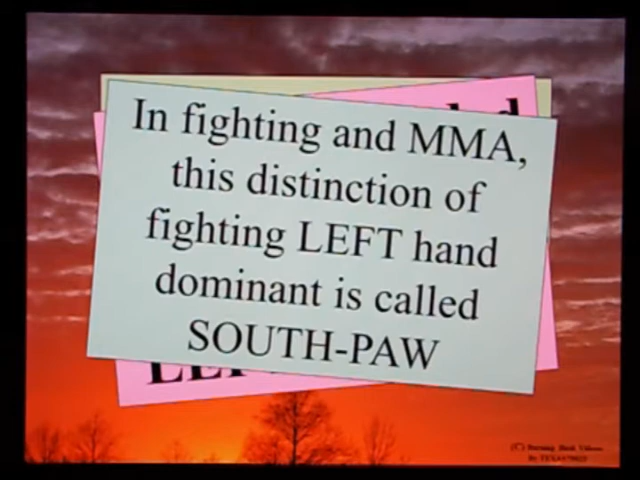 In fighting and MMA,
this distinction of
fighting LEFT hand
dominant is called
SOUTH-PAW